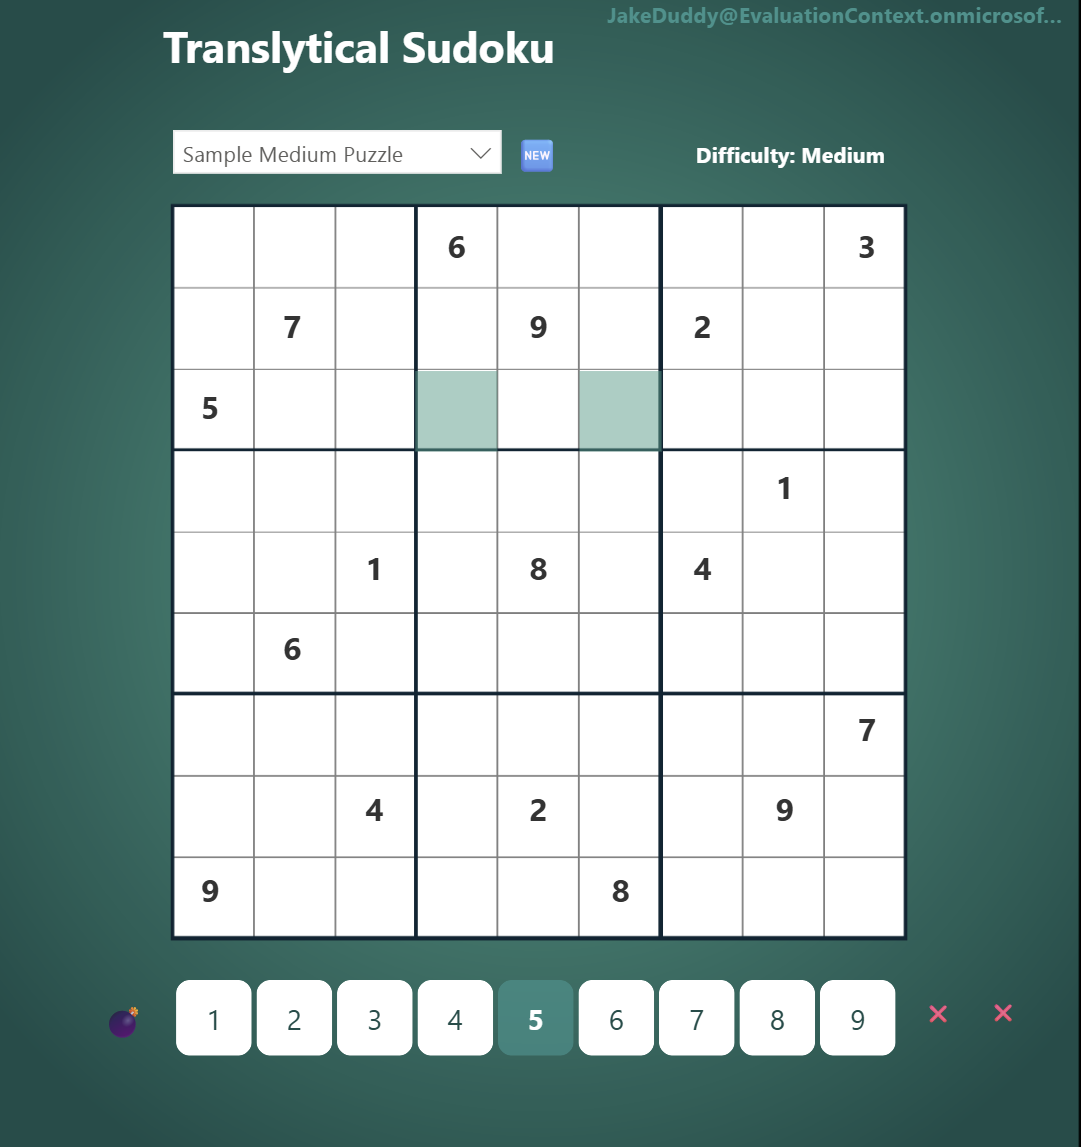 JakeDuddy@EvaluationContext.onmicrosof...
Translytical Sudoku
Sample Medium Puzzle NEW Difficulty: Medium
6 3
7 9 2
5
1
1 8 4
6
7
4 2 9
9 8
1 2 3 4 5 6 7 8 9